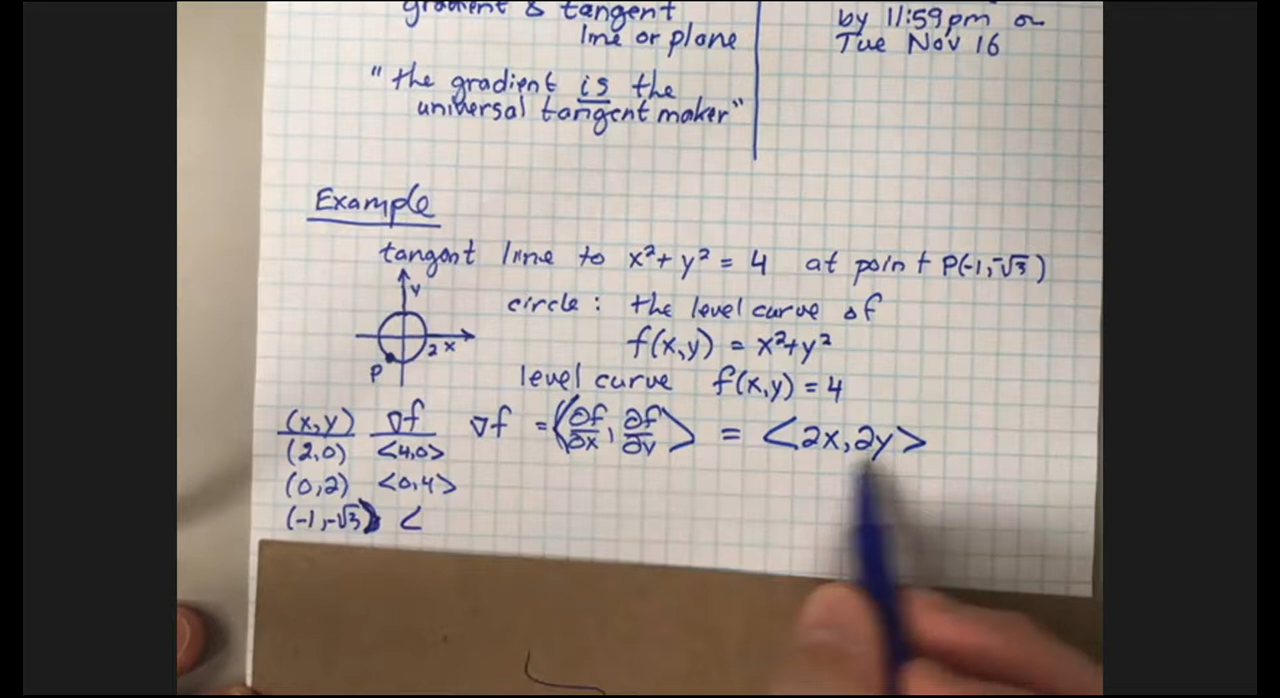 gradient & tangent
line or plane
"the gradient is the
universal tangent maker"
by 11:59pm on
Tue Nov 16
Example
tangent line to x²+y² = 4 at point P(-1,-√3)
y
2 x
P
circle: the level curve of
f(x,y) = x²+y²
level curve f(x,y) = 4
(x,y) ∇f
(2,0) <4,0>
(0,2) <0,4>
(-1,-√3) <
∇f = <∂f/∂x, ∂f/∂y> = <2x,2y>